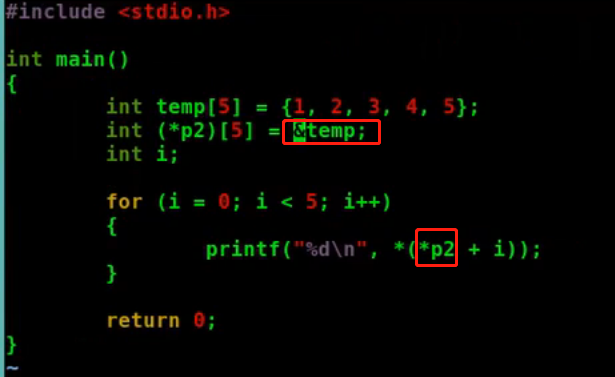 #include <stdio.h>
int main()
{
int temp[5] = {1, 2, 3, 4, 5};
int (*p2)[5] = &temp;
int i;
for (i = 0; i < 5; i++)
{
printf("%d\n", *(*p2 + i));
}
return 0;
}
~